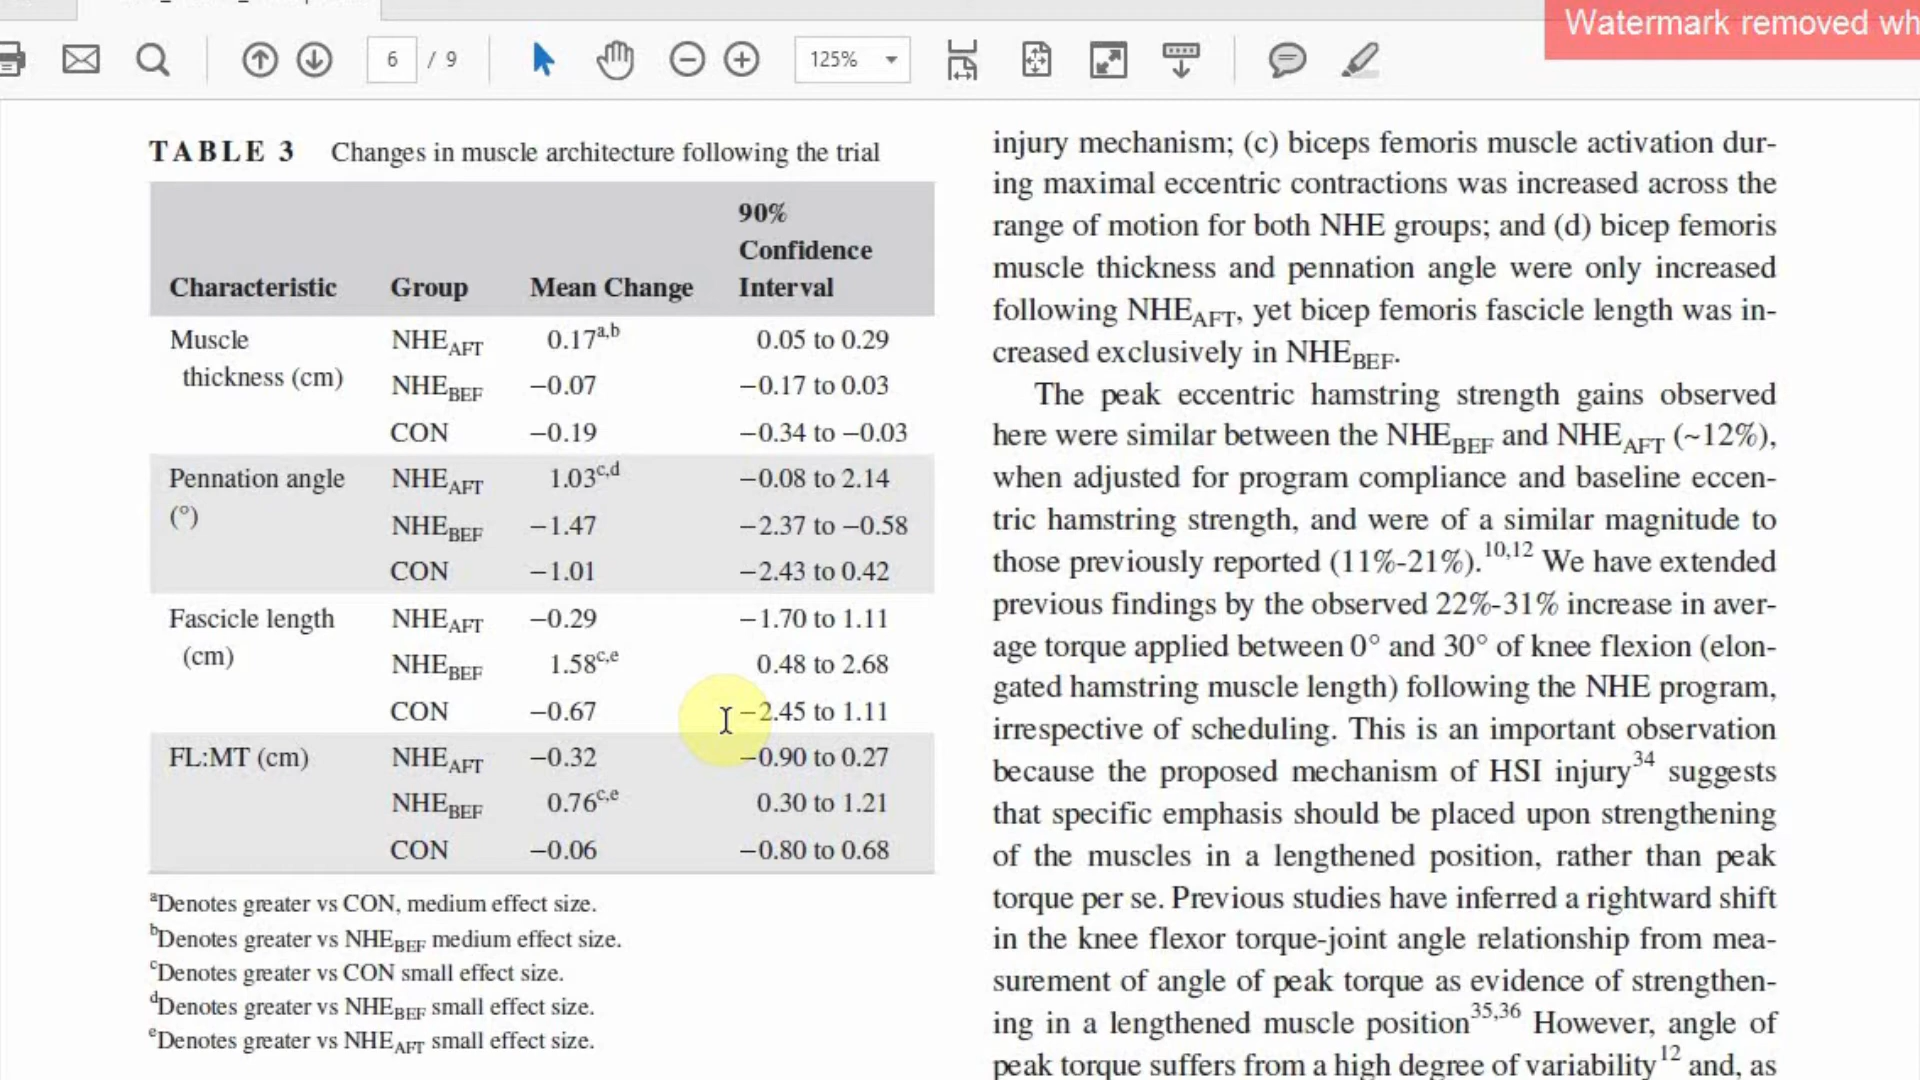 Watermark removed wh
6 / 9
125%
TABLE 3 Changes in muscle architecture following the trial
Characteristic Group Mean Change 90% Confidence Interval
Muscle thickness (cm) NHEAFT 0.17a,b 0.05 to 0.29
NHEBEF −0.07 −0.17 to 0.03
CON −0.19 −0.34 to −0.03
Pennation angle (°) NHEAFT 1.03c,d −0.08 to 2.14
NHEBEF −1.47 −2.37 to −0.58
CON −1.01 −2.43 to 0.42
Fascicle length (cm) NHEAFT −0.29 −1.70 to 1.11
NHEBEF 1.58c,e 0.48 to 2.68
CON −0.67 −2.45 to 1.11
FL:MT (cm) NHEAFT −0.32 −0.90 to 0.27
NHEBEF 0.76c,e 0.30 to 1.21
CON −0.06 −0.80 to 0.68
aDenotes greater vs CON, medium effect size.
bDenotes greater vs NHEBEF medium effect size.
cDenotes greater vs CON small effect size.
dDenotes greater vs NHEBEF small effect size.
eDenotes greater vs NHEAFT small effect size.
injury mechanism; (c) biceps femoris muscle activation dur-
ing maximal eccentric contractions was increased across the
range of motion for both NHE groups; and (d) bicep femoris
muscle thickness and pennation angle were only increased
following NHEAFT, yet bicep femoris fascicle length was in-
creased exclusively in NHEBEF.
The peak eccentric hamstring strength gains observed
here were similar between the NHEBEF and NHEAFT (~12%),
when adjusted for program compliance and baseline eccen-
tric hamstring strength, and were of a similar magnitude to
those previously reported (11%-21%).10,12 We have extended
previous findings by the observed 22%-31% increase in aver-
age torque applied between 0° and 30° of knee flexion (elon-
gated hamstring muscle length) following the NHE program,
irrespective of scheduling. This is an important observation
because the proposed mechanism of HSI injury34 suggests
that specific emphasis should be placed upon strengthening
of the muscles in a lengthened position, rather than peak
torque per se. Previous studies have inferred a rightward shift
in the knee flexor torque-joint angle relationship from mea-
surement of angle of peak torque as evidence of strengthen-
ing in a lengthened muscle position35,36 However, angle of
peak torque suffers from a high degree of variability12 and, as